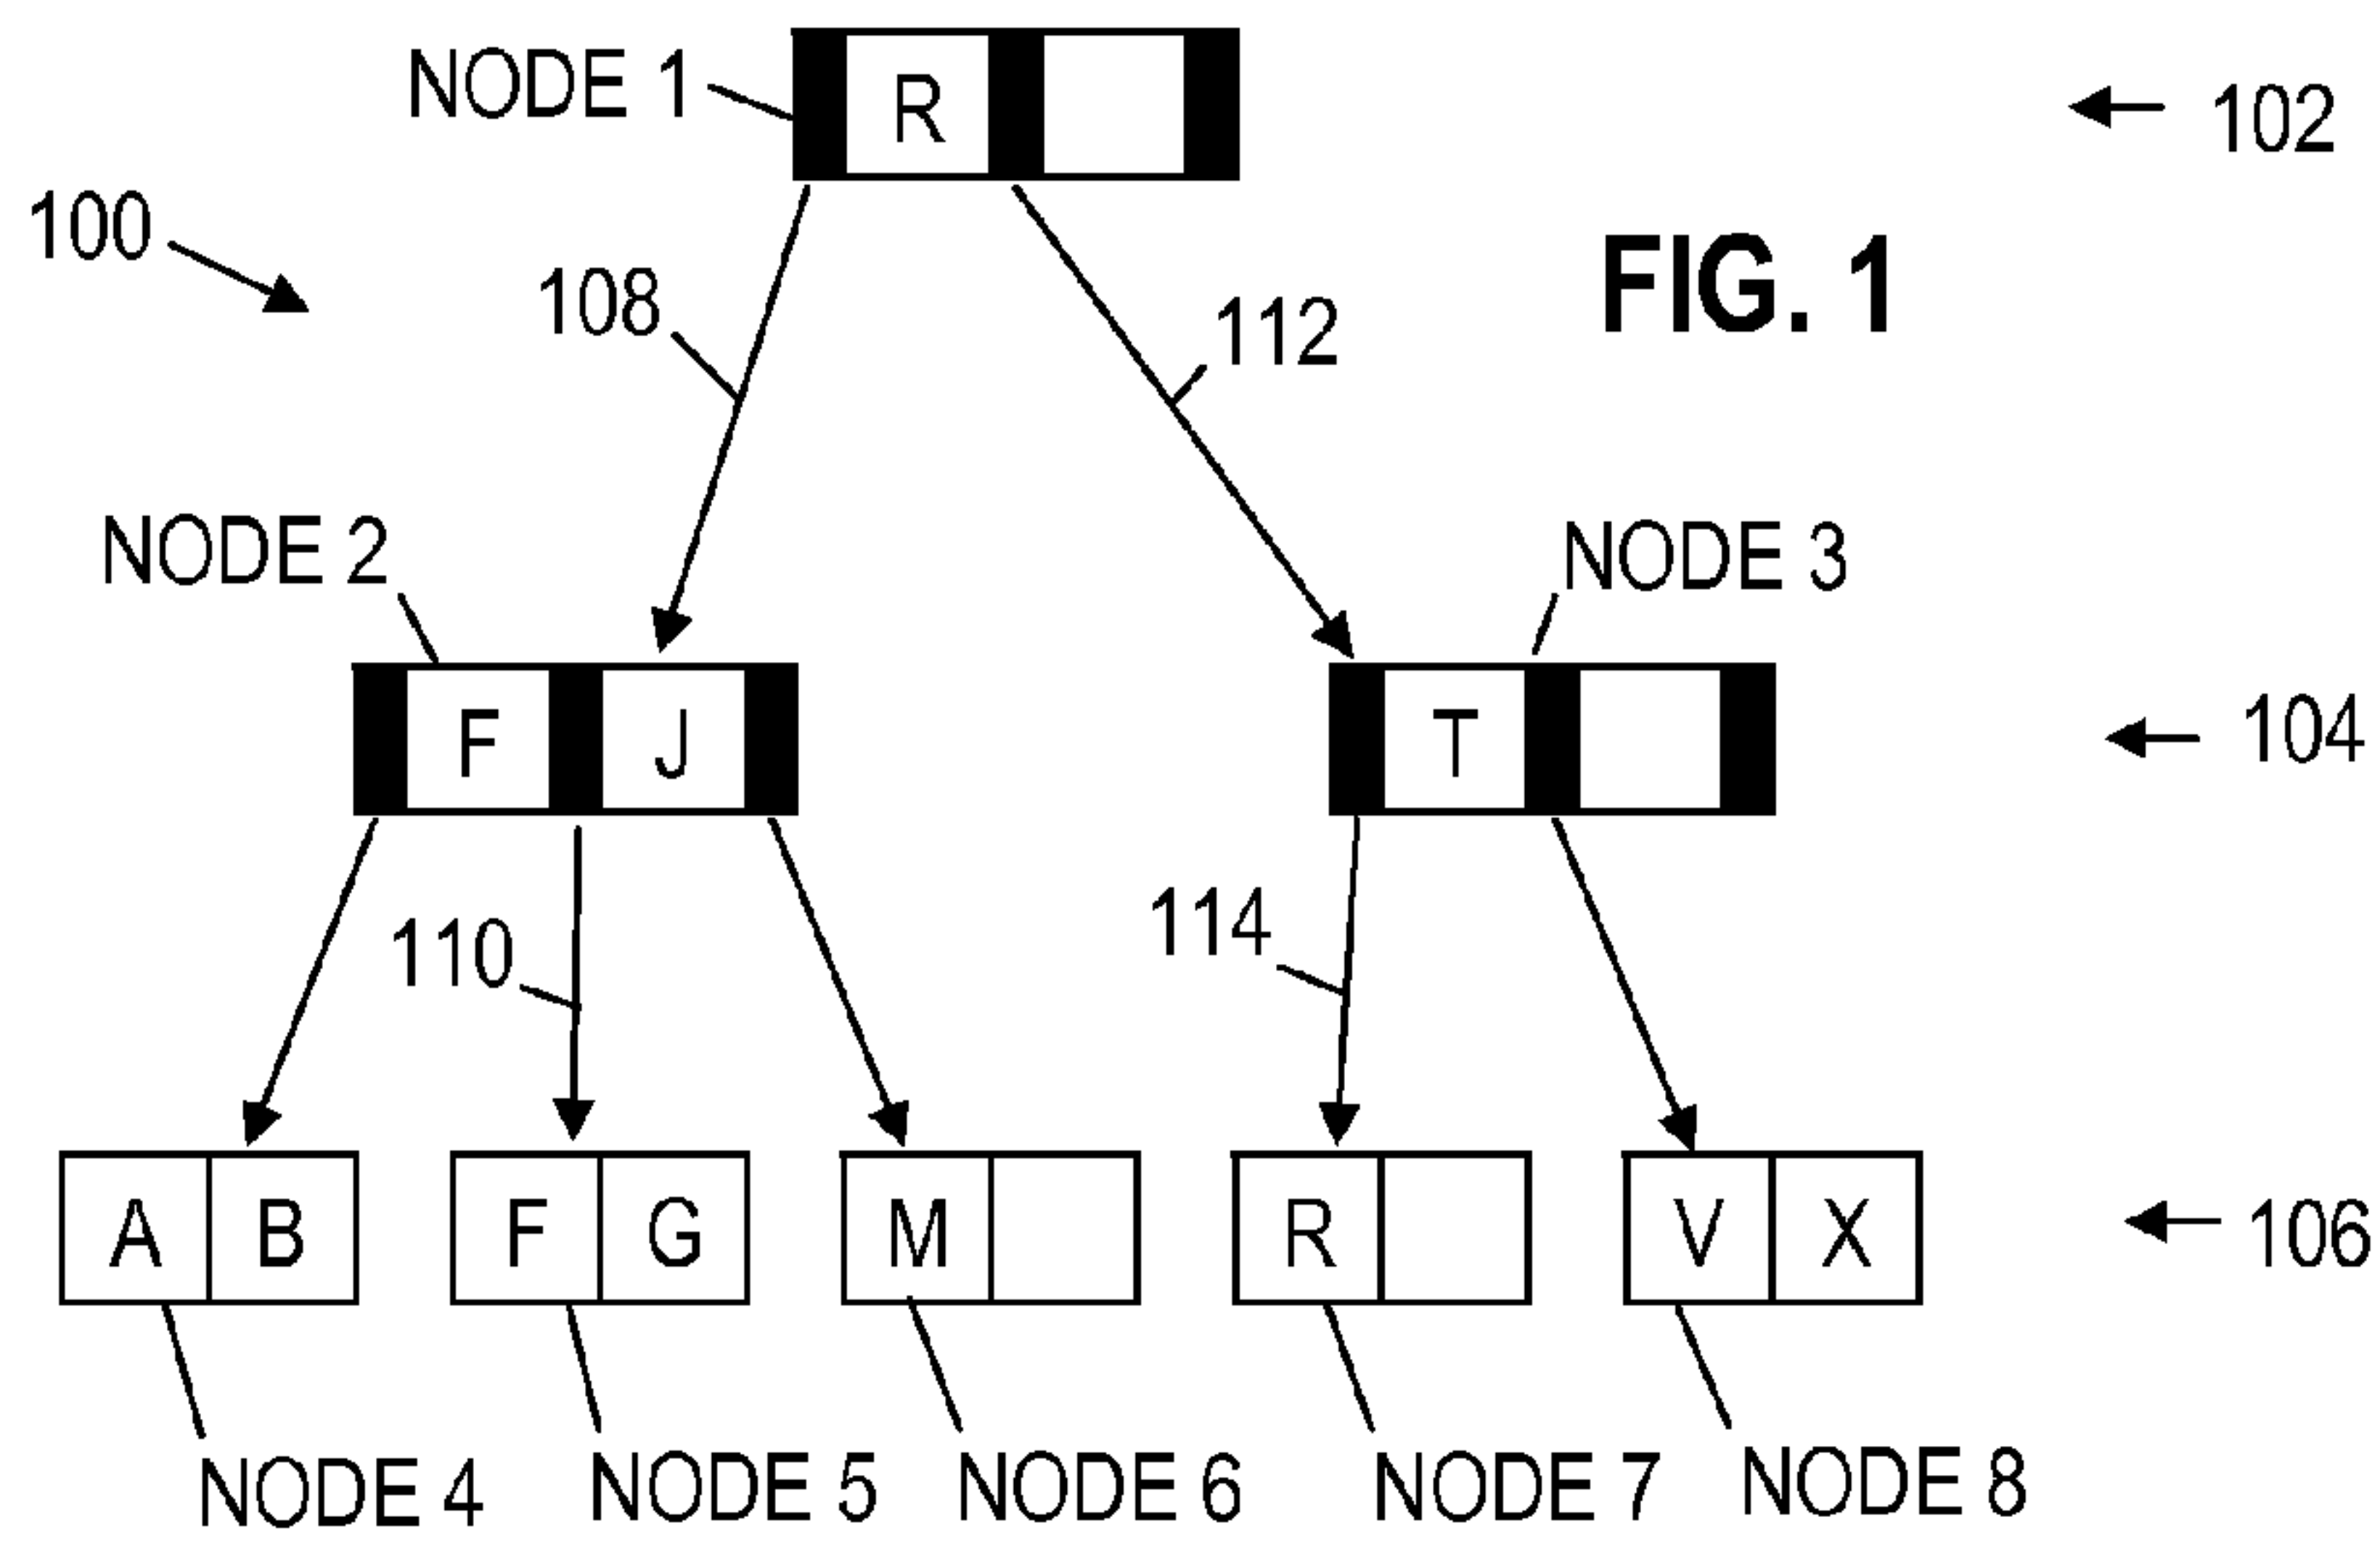 NODE 1
R
102
100
108
112
FIG. 1
NODE 2
NODE 3
F J
T
104
110
114
A B
F G
M
R
V X
106
NODE 4
NODE 5
NODE 6
NODE 7
NODE 8